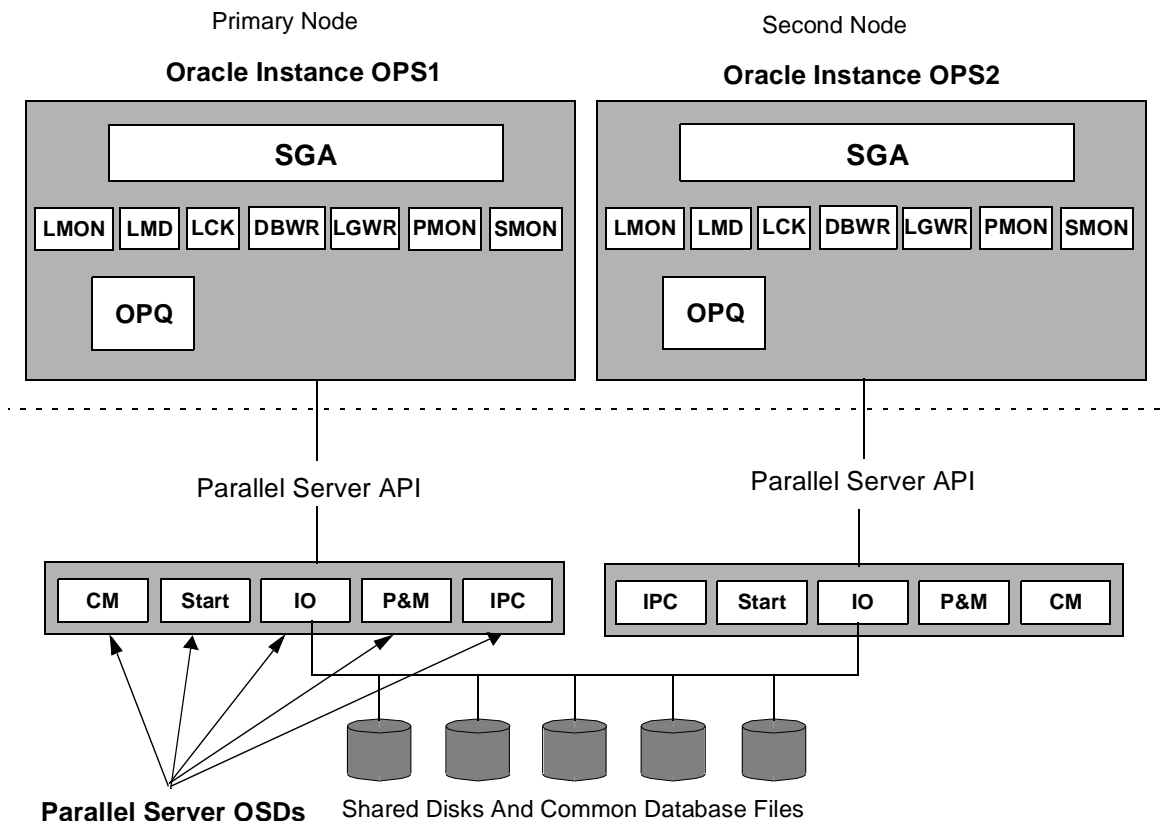 Primary Node
Second Node
Oracle Instance OPS1
Oracle Instance OPS2
SGA
SGA
LMON LMD LCK DBWR LGWR PMON SMON
LMON LMD LCK DBWR LGWR PMON SMON
OPQ
OPQ
Parallel Server API
Parallel Server API
CM Start IO P&M IPC
IPC Start IO P&M CM
Parallel Server OSDs
Shared Disks And Common Database Files